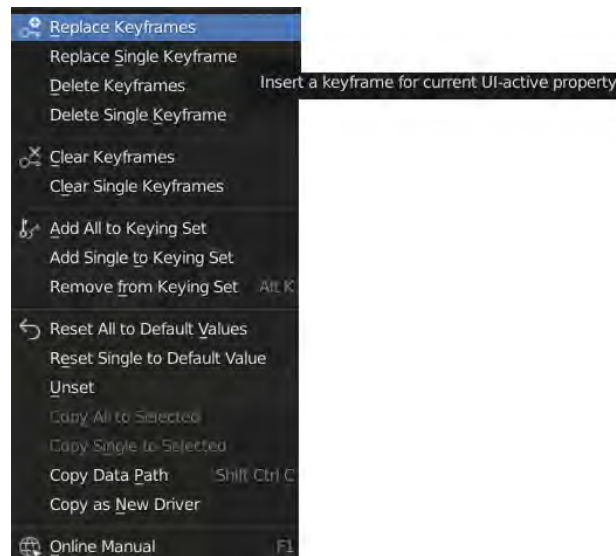 Replace Keyframes
Replace Single Keyframe
Delete Keyframes
Insert a keyframe for current UI-active property
Delete Single Keyframe
Clear Keyframes
Clear Single Keyframes
Add All to Keying Set
Add Single to Keying Set
Remove from Keying Set Alt K
Reset All to Default Values
Reset Single to Default Value
Unset
Copy All to Selected
Copy Single to Selected
Copy Data Path Shift Ctrl C
Copy as New Driver
Online Manual F1